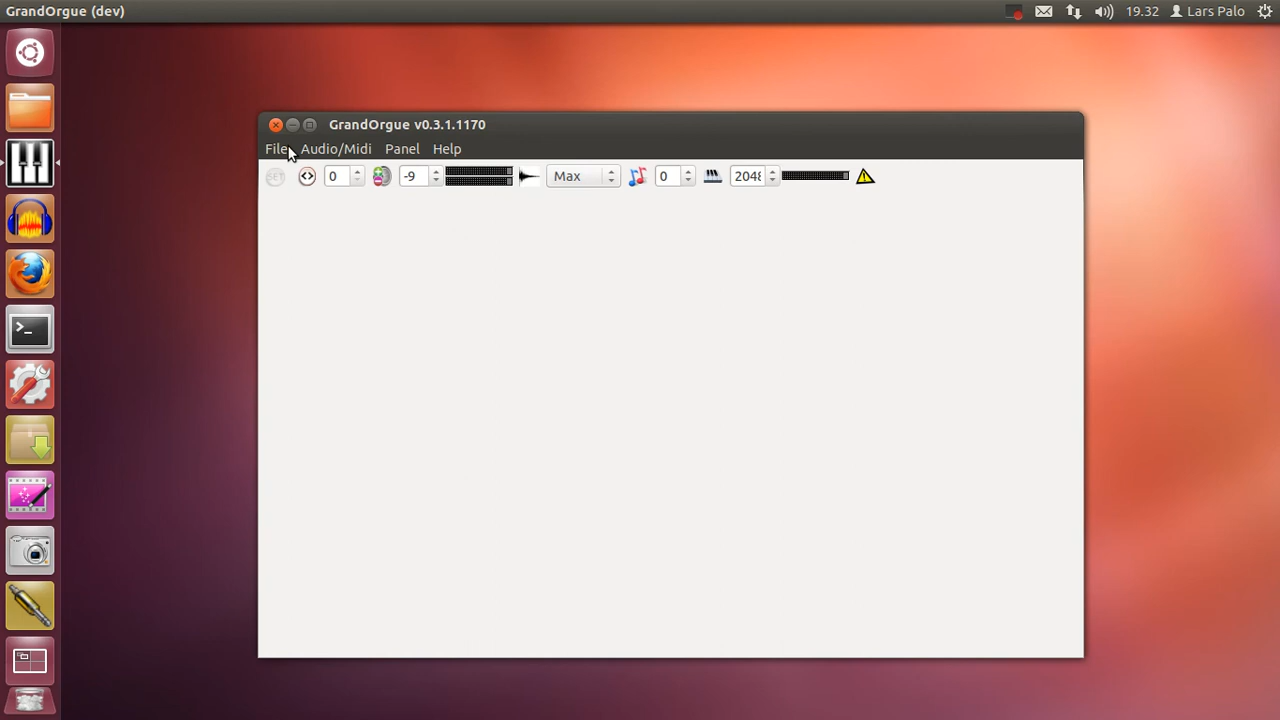 GrandOrgue (dev)
19.32 Lars Palo
GrandOrgue v0.3.1.1170
File Audio/Midi Panel Help
SET 0 -9 Max 0 2048
>_